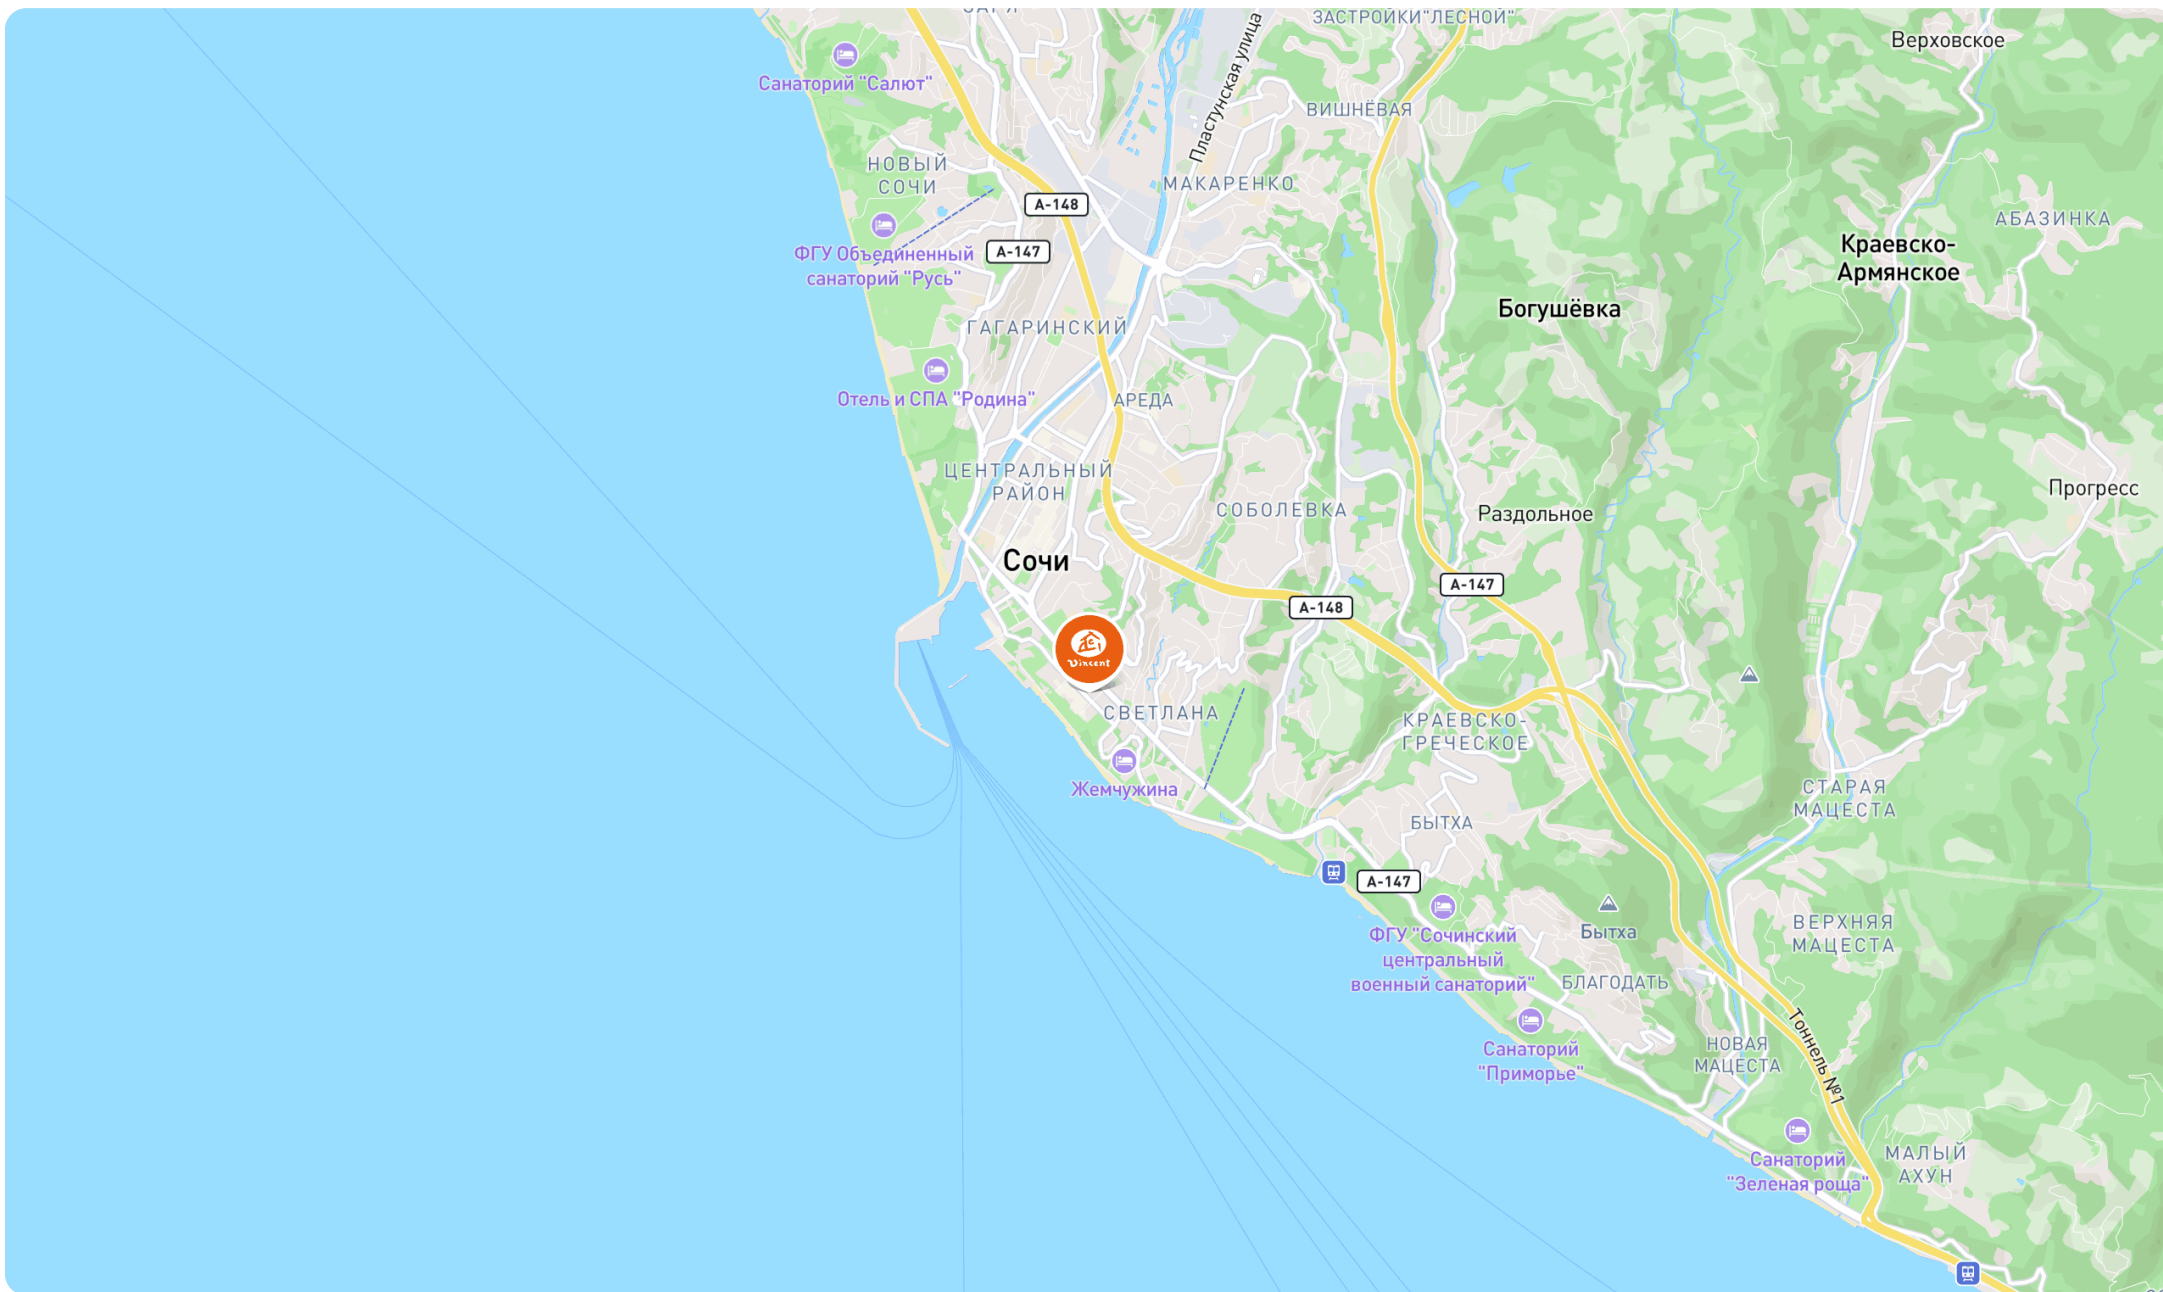 ЗАРЯ
ЗАСТРОЙКИ"ЛЕСНОЙ"
Верховское
Санаторий "Салют"
Пластунская улица
ВИШНЁВАЯ
НОВЫЙ
СОЧИ
МАКАРЕНКО
А-148
АБАЗИНКА
ФГУ Объединенный
санаторий "Русь"
А-147
Краевско-
Армянское
Богушёвка
ГАГАРИНСКИЙ
Отель и СПА "Родина"
АРЕДА
ЦЕНТРАЛЬНЫЙ
РАЙОН
Прогресс
СОБОЛЕВКА
Раздольное
Сочи
А-147
А-148
Vincent
СВЕТЛАНА
КРАЕВСКО-
ГРЕЧЕСКОЕ
Жемчужина
СТАРАЯ
МАЦЕСТА
БЫТХА
А-147
ФГУ "Сочинский
центральный
военный санаторий"
Бытха
ВЕРХНЯЯ
МАЦЕСТА
БЛАГОДАТЬ
Санаторий
"Приморье"
НОВАЯ
МАЦЕСТА
Тоннель №1
Санаторий
"Зеленая роща"
МАЛЫЙ
АХУН